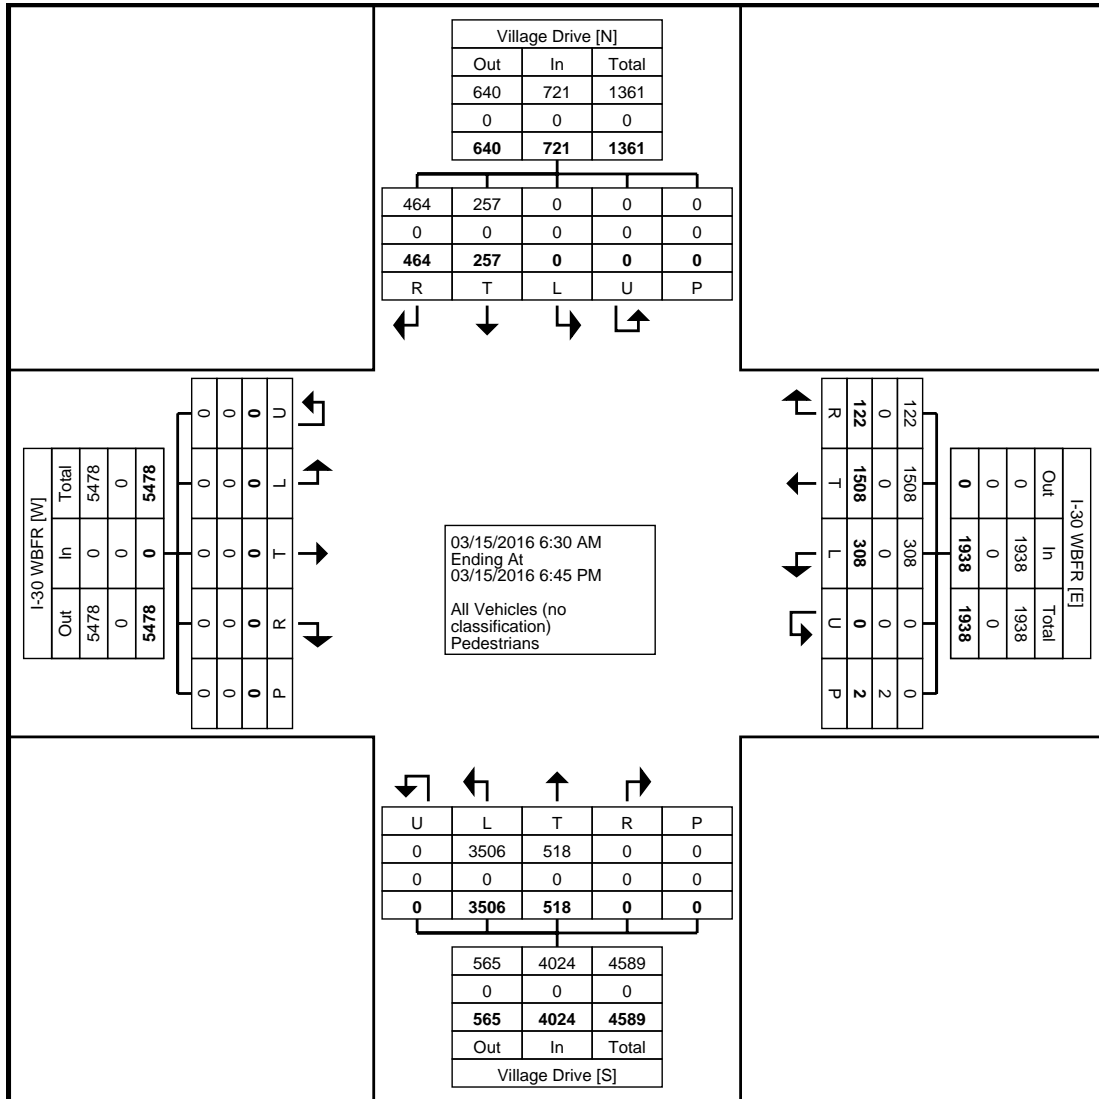 Village Drive [N]
Out In Total
640 721 1361
0 0 0
640 721 1361
464 257 0 0 0
0 0 0 0 0
464 257 0 0 0
R T L U P
I-30 WBFR [W]
Total In Out
5478 0 5478
0 0 0
5478 0 5478
0 0 0 0 0
0 0 0 0 0
0 0 0 0 0
U L T R P
03/15/2016 6:30 AM
Ending At
03/15/2016 6:45 PM
All Vehicles (no
classification)
Pedestrians
I-30 WBFR [E]
Out In Total
0 1938 1938
0 0 0
0 1938 1938
122 1508 308 0 0
0 0 0 0 2
122 1508 308 0 2
R T L U P
U L T R P
0 3506 518 0 0
0 0 0 0 0
0 3506 518 0 0
565 4024 4589
0 0 0
565 4024 4589
Out In Total
Village Drive [S]